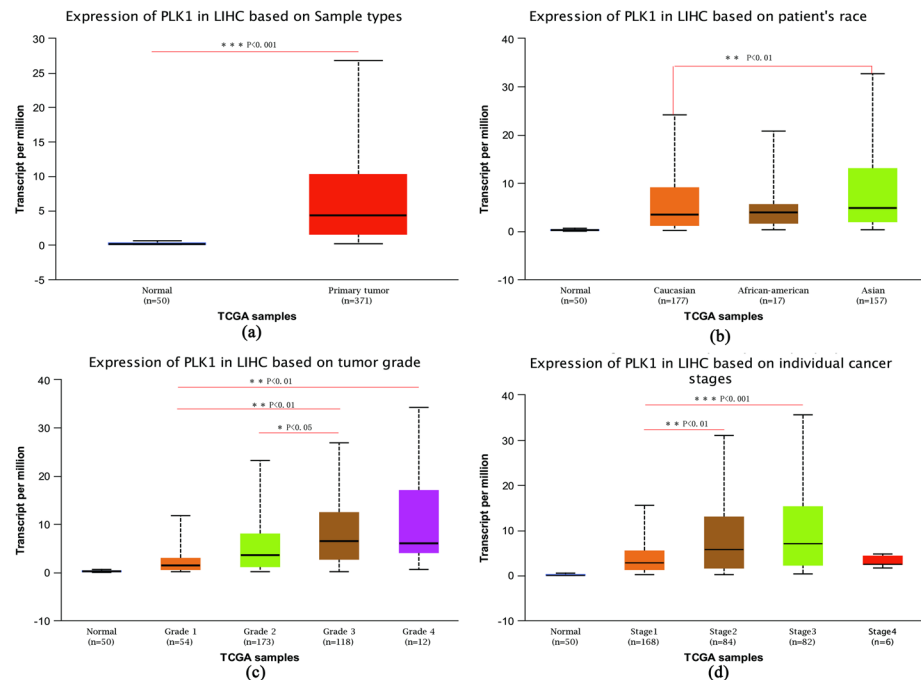 Expression of PLK1 in LIHC based on Sample types
30
25
20
15
10
5
0
-5
Transcript per million
*** P<0.001
Normal
(n=50)
Primary tumor
(n=371)
TCGA samples
(a)
Expression of PLK1 in LIHC based on patient's race
40
30
20
10
0
-10
Transcript per million
** P<0.01
Normal
(n=50)
Caucasian
(n=177)
African-american
(n=17)
Asian
(n=157)
TCGA samples
(b)
Expression of PLK1 in LIHC based on tumor grade
40
30
20
10
0
-10
Transcript per million
** P<0.01
** P<0.01
* P<0.05
Normal
(n=50)
Grade 1
(n=54)
Grade 2
(n=173)
Grade 3
(n=118)
Grade 4
(n=12)
TCGA samples
(c)
Expression of PLK1 in LIHC based on individual cancer
stages
40
30
20
10
0
-10
Transcript per million
*** P<0.001
** P<0.01
Normal
(n=50)
Stage1
(n=168)
Stage2
(n=84)
Stage3
(n=82)
Stage4
(n=6)
TCGA samples
(d)